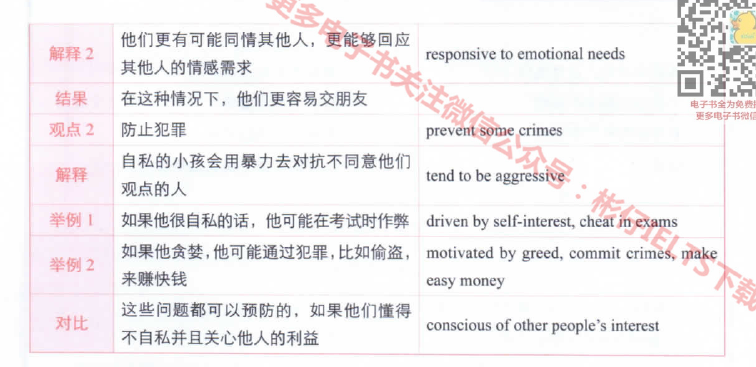 解释 2
他们更有可能同情其他人，更能够回应
其他人的情感需求
responsive to emotional needs
结果
在这种情况下，他们更容易交朋友
观点 2
防止犯罪
prevent some crimes
解释
自私的小孩会用暴力去对抗不同意他们
观点的人
tend to be aggressive
举例 1
如果他很自私的话，他可能在考试时作弊
driven by self-interest, cheat in exams
举例 2
如果他贪婪，他可能通过犯罪，比如偷盗，
来赚快钱
motivated by greed, commit crimes, make
easy money
对比
这些问题都可以预防的，如果他们懂得
不自私并且关心他人的利益
conscious of other people's interest
更多电子书关注微信公众号：彬仔IELTS下载
电子书全为免费
更多电子书微信